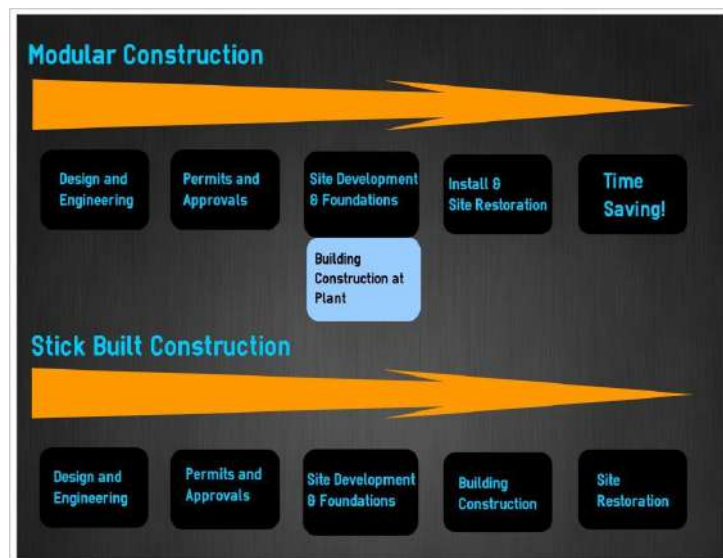 Modular Construction
Design and
Engineering
Permits and
Approvals
Site Development
& Foundations
Install &
Site Restoration
Time
Saving!
Building
Construction at
Plant
Stick Built Construction
Design and
Engineering
Permits and
Approvals
Site Development
& Foundations
Building
Construction
Site
Restoration